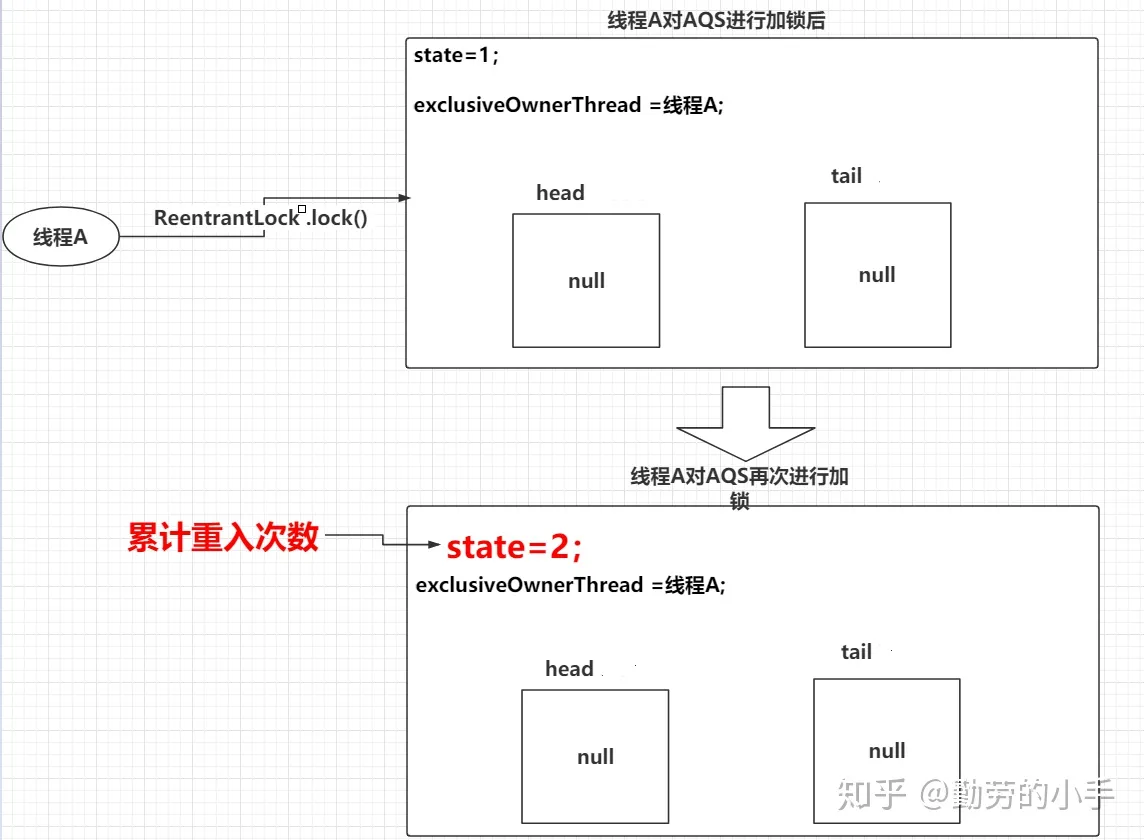 线程A对AQS进行加锁后
state=1;
exclusiveOwnerThread =线程A;
head
tail
null
null
线程A
ReentrantLock .lock()
线程A对AQS再次进行加
锁
累计重入次数
state=2;
exclusiveOwnerThread =线程A;
head
tail
null
null
知乎 @勤劳的小手